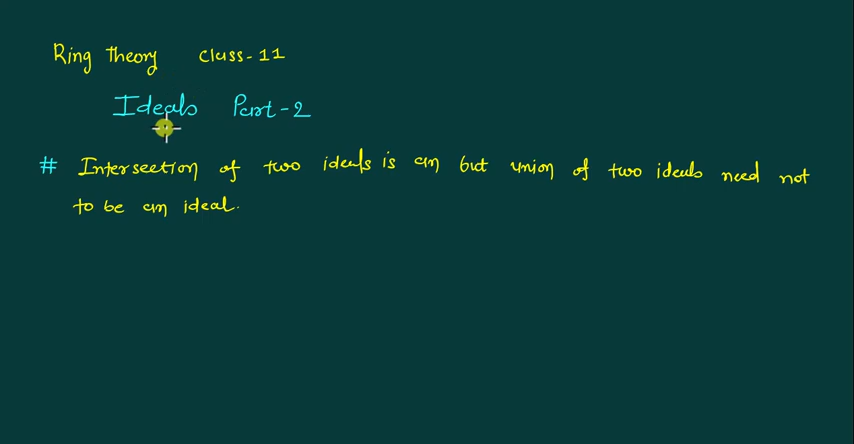 Ring Theory Class-11
Ideals Part-2
# Intersection of two ideals is an but union of two ideals need not
to be an ideal.